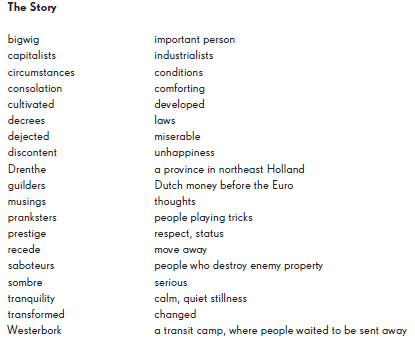 The Story
bigwig important person
capitalists industrialists
circumstances conditions
consolation comforting
cultivated developed
decrees laws
dejected miserable
discontent unhappiness
Drenthe a province in northeast Holland
guilders Dutch money before the Euro
musings thoughts
pranksters people playing tricks
prestige respect, status
recede move away
saboteurs people who destroy enemy property
sombre serious
tranquility calm, quiet stillness
transformed changed
Westerbork a transit camp, where people waited to be sent away